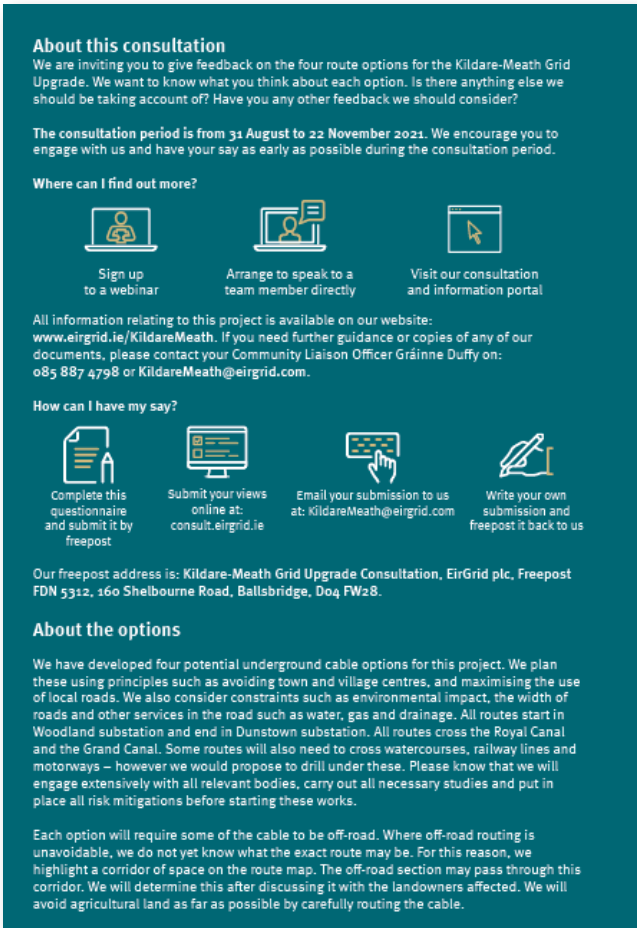 About this consultation
We are inviting you to give feedback on the four route options for the Kildare-Meath Grid
Upgrade. We want to know what you think about each option. Is there anything else we
should be taking account of? Have you any other feedback we should consider?
The consultation period is from 31 August to 22 November 2021. We encourage you to
engage with us and have your say as early as possible during the consultation period.
Where can I find out more?
Sign up
to a webinar
Arrange to speak to a
team member directly
Visit our consultation
and information portal
All information relating to this project is available on our website:
www.eirgrid.ie/KildareMeath. If you need further guidance or copies of any of our
documents, please contact your Community Liaison Officer Gráinne Duffy on:
085 887 4798 or KildareMeath@eirgrid.com.
How can I have my say?
Complete this
questionnaire
and submit it by
freepost
Submit your views
online at:
consult.eirgrid.ie
Email your submission to us
at: KildareMeath@eirgrid.com
Write your own
submission and
freepost it back to us
Our freepost address is: Kildare-Meath Grid Upgrade Consultation, EirGrid plc, Freepost
FDN 5312, 160 Shelbourne Road, Ballsbridge, D04 FW28.
About the options
We have developed four potential underground cable options for this project. We plan
these using principles such as avoiding town and village centres, and maximising the use
of local roads. We also consider constraints such as environmental impact, the width of
roads and other services in the road such as water, gas and drainage. All routes start in
Woodland substation and end in Dunstown substation. All routes cross the Royal Canal
and the Grand Canal. Some routes will also need to cross watercourses, railway lines and
motorways – however we would propose to drill under these. Please know that we will
engage extensively with all relevant bodies, carry out all necessary studies and put in
place all risk mitigations before starting these works.
Each option will require some of the cable to be off-road. Where off-road routing is
unavoidable, we do not yet know what the exact route may be. For this reason, we
highlight a corridor of space on the route map. The off-road section may pass through this
corridor. We will determine this after discussing it with the landowners affected. We will
avoid agricultural land as far as possible by carefully routing the cable.